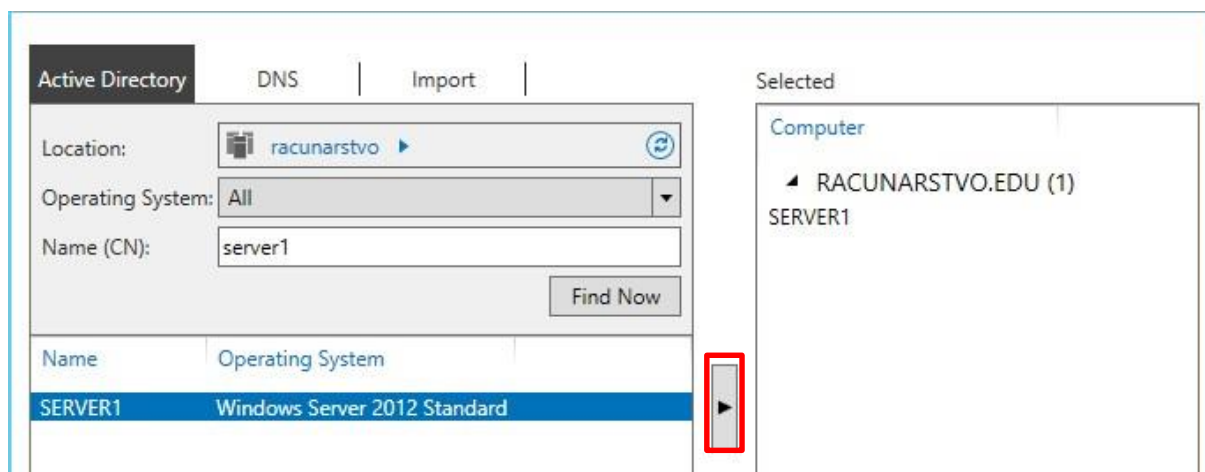 Active Directory DNS Import
Location: racunarstvo
Operating System: All
Name (CN): server1
Find Now
Name Operating System
SERVER1 Windows Server 2012 Standard
Selected
Computer
RACUNARSTVO.EDU (1)
SERVER1